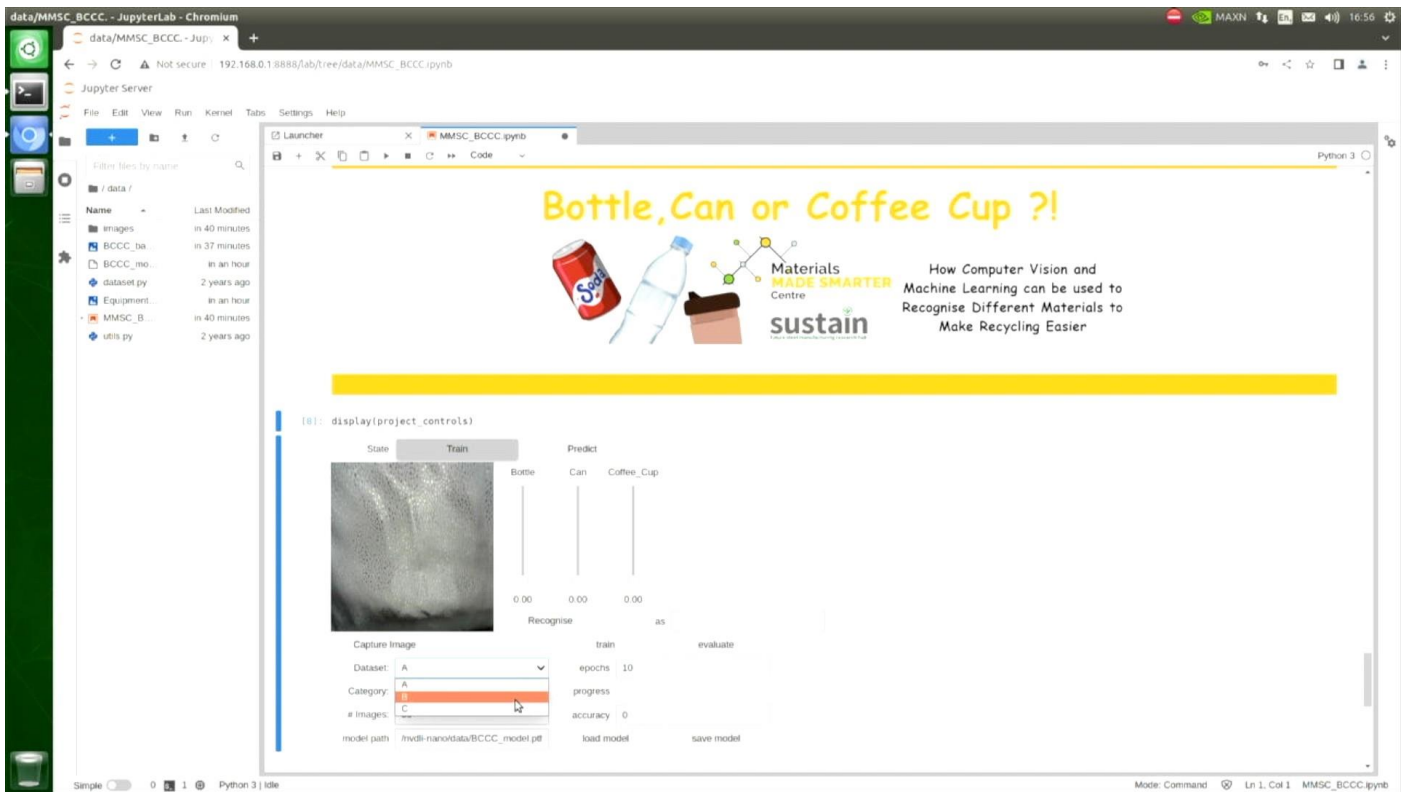 data/MMSC_BCCC. - JupyterLab - Chromium
MAXN
En
16:56
data/MMSC_BCCC. - Jupy
Not secure
192.168.0.1:8888/lab/tree/data/MMSC_BCCC.ipynb
Jupyter Server
File Edit View Run Kernel Tabs Settings Help
Launcher
MMSC_BCCC.ipynb
Filter files by name
Code
Python 3
/ data /
Name Last Modified
images in 40 minutes
BCCC_ba... in 37 minutes
BCCC_mo... in an hour
dataset.py 2 years ago
Equipment... in an hour
MMSC_B... in 40 minutes
utils.py 2 years ago
Bottle,Can or Coffee Cup ?!
Soda
Materials
MADE SMARTER
Centre
sustain
How Computer Vision and
Machine Learning can be used to
Recognise Different Materials to
Make Recycling Easier
[8]: display(project_controls)
State Train Predict
Bottle Can Coffee_Cup
0.00 0.00 0.00
Recognise as
Capture Image train evaluate
Dataset: A epochs 10
A
Category: B progress
C
# Images: accuracy 0
model path /nvdli-nano/data/BCCC_model.ptf load model save model
Simple 0 1 Python 3 | Idle
Mode: Command Ln 1, Col 1 MMSC_BCCC.ipynb